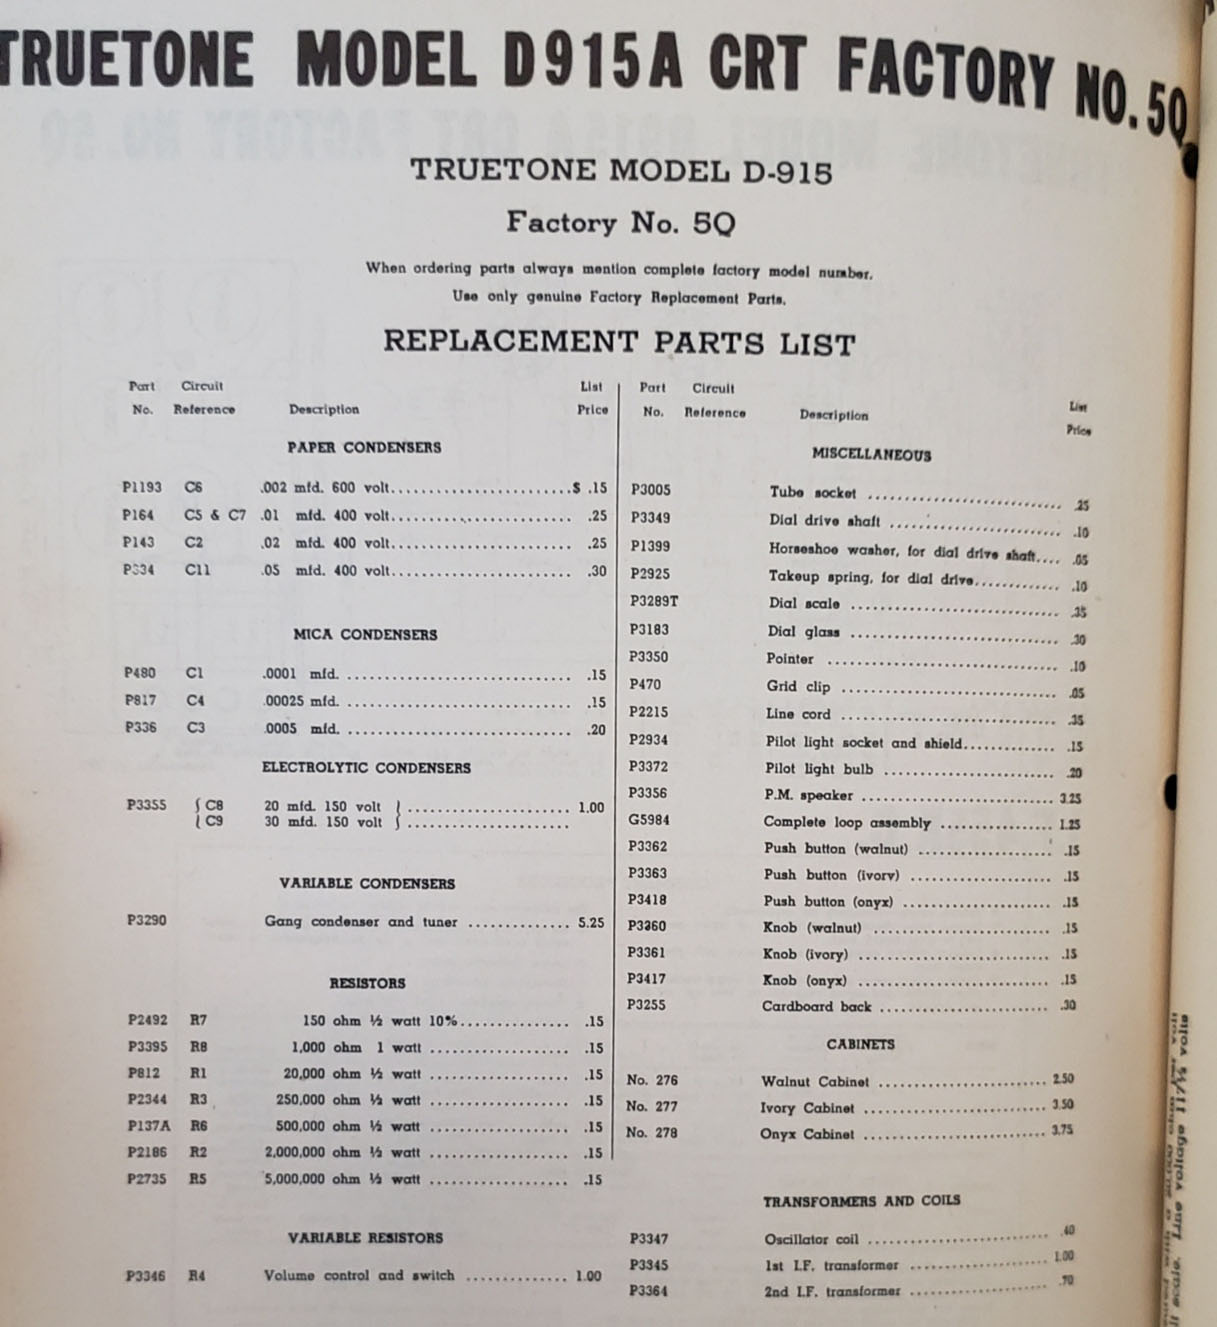 TRUETONE MODEL D915A CRT FACTORY NO. 5Q
TRUETONE MODEL D-915
Factory No. 5Q
When ordering parts always mention complete factory model number.
Use only genuine Factory Replacement Parts.
REPLACEMENT PARTS LIST
Part Circuit List
No. Reference Description Price
PAPER CONDENSERS
P1193 C6 .002 mfd. 600 volt $ .15
P164 C5 & C7 .01 mfd. 400 volt .25
P143 C2 .02 mfd. 400 volt .25
P334 C11 .05 mfd. 400 volt .30
MICA CONDENSERS
P480 C1 .0001 mfd. .15
P817 C4 .00025 mfd. .15
P336 C3 .0005 mfd. .20
ELECTROLYTIC CONDENSERS
P3355 { C8 20 mfd. 150 volt } 1.00
{ C9 30 mfd. 150 volt }
VARIABLE CONDENSERS
P3290 Gang condenser and tuner 5.25
RESISTORS
P2492 R7 150 ohm ½ watt 10% .15
P3395 R8 1,000 ohm 1 watt .15
P812 R1 20,000 ohm ½ watt .15
P2344 R3 250,000 ohm ½ watt .15
P137A R6 500,000 ohm ½ watt .15
P2186 R2 2,000,000 ohm ½ watt .15
P2735 R5 5,000,000 ohm ½ watt .15
VARIABLE RESISTORS
P3346 R4 Volume control and switch 1.00
Part Circuit List
No. Reference Description Price
MISCELLANEOUS
P3005 Tube socket .25
P3349 Dial drive shaft .10
P1399 Horseshoe washer, for dial drive shaft .05
P2925 Takeup spring, for dial drive .10
P3289T Dial scale .35
P3183 Dial glass .30
P3350 Pointer .10
P470 Grid clip .05
P2215 Line cord .35
P2934 Pilot light socket and shield .15
P3372 Pilot light bulb .20
P3356 P.M. speaker 3.25
G5984 Complete loop assembly 1.25
P3362 Push button (walnut) .15
P3363 Push button (ivory) .15
P3418 Push button (onyx) .15
P3360 Knob (walnut) .15
P3361 Knob (ivory) .15
P3417 Knob (onyx) .15
P3255 Cardboard back .30
CABINETS
No. 276 Walnut Cabinet 2.50
No. 277 Ivory Cabinet 3.50
No. 278 Onyx Cabinet 3.75
TRANSFORMERS AND COILS
P3347 Oscillator coil .40
P3345 1st I.F. transformer 1.00
P3364 2nd I.F. transformer .70
scale. Line voltage 117½ volts